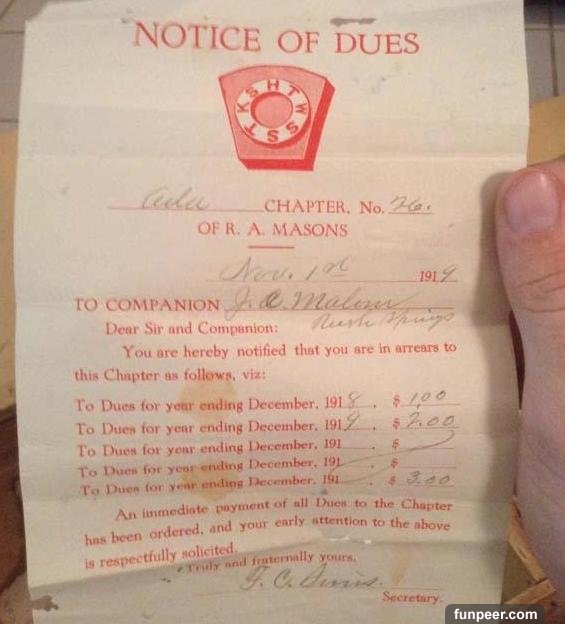 NOTICE OF DUES
HTWSSTKS
CHAPTER, No. 26.
OF R. A. MASONS
Nov. 1st 1919
TO COMPANION J. A. Malone
Rush Springs
Dear Sir and Companion:
You are hereby notified that you are in arrears to
this Chapter as follows, viz:
To Dues for year ending December, 1918. $ 1.00
To Dues for year ending December, 1919. $ 2.00
To Dues for year ending December, 191 . $
To Dues for year ending December, 191 . $
To Dues for year ending December, 191 . $ 3.00
An immediate payment of all Dues to the Chapter
has been ordered, and your early attention to the above
is respectfully solicited.
Truly and fraternally yours,
Secretary.
funpeer.com